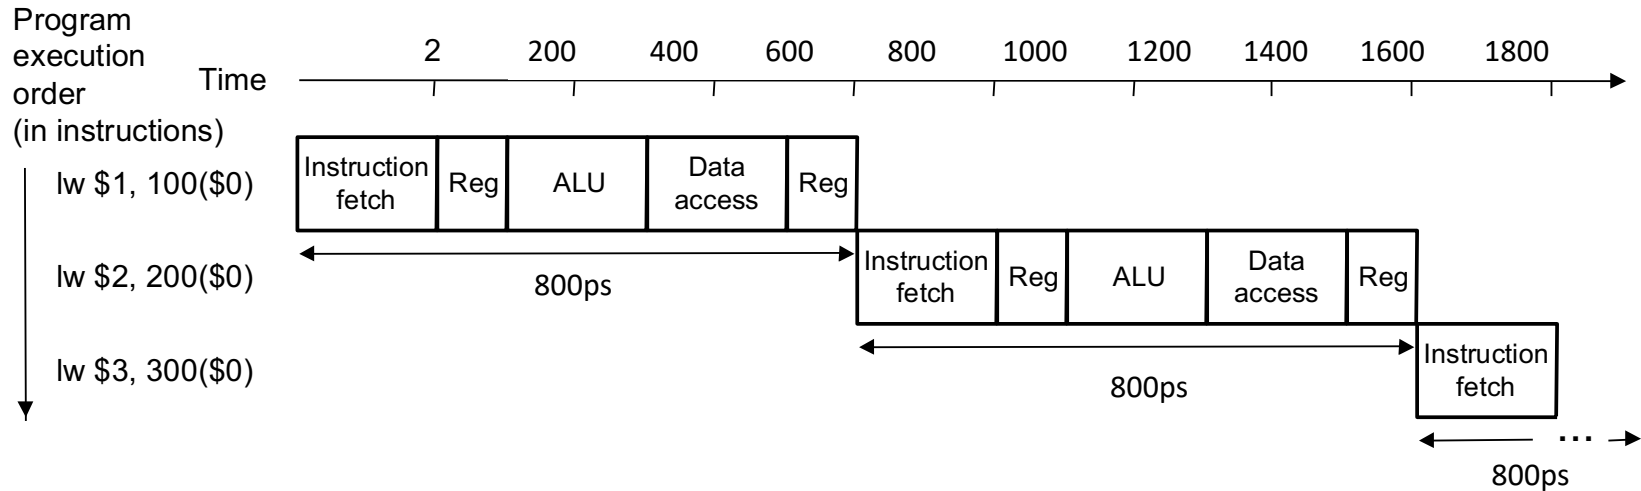 Program
execution
order
(in instructions)
Time
2 200 400 600 800 1000 1200 1400 1600 1800
lw $1, 100($0)
Instruction
fetch
Reg
ALU
Data
access
Reg
800ps
lw $2, 200($0)
Instruction
fetch
Reg
ALU
Data
access
Reg
800ps
lw $3, 300($0)
Instruction
fetch
...
800ps